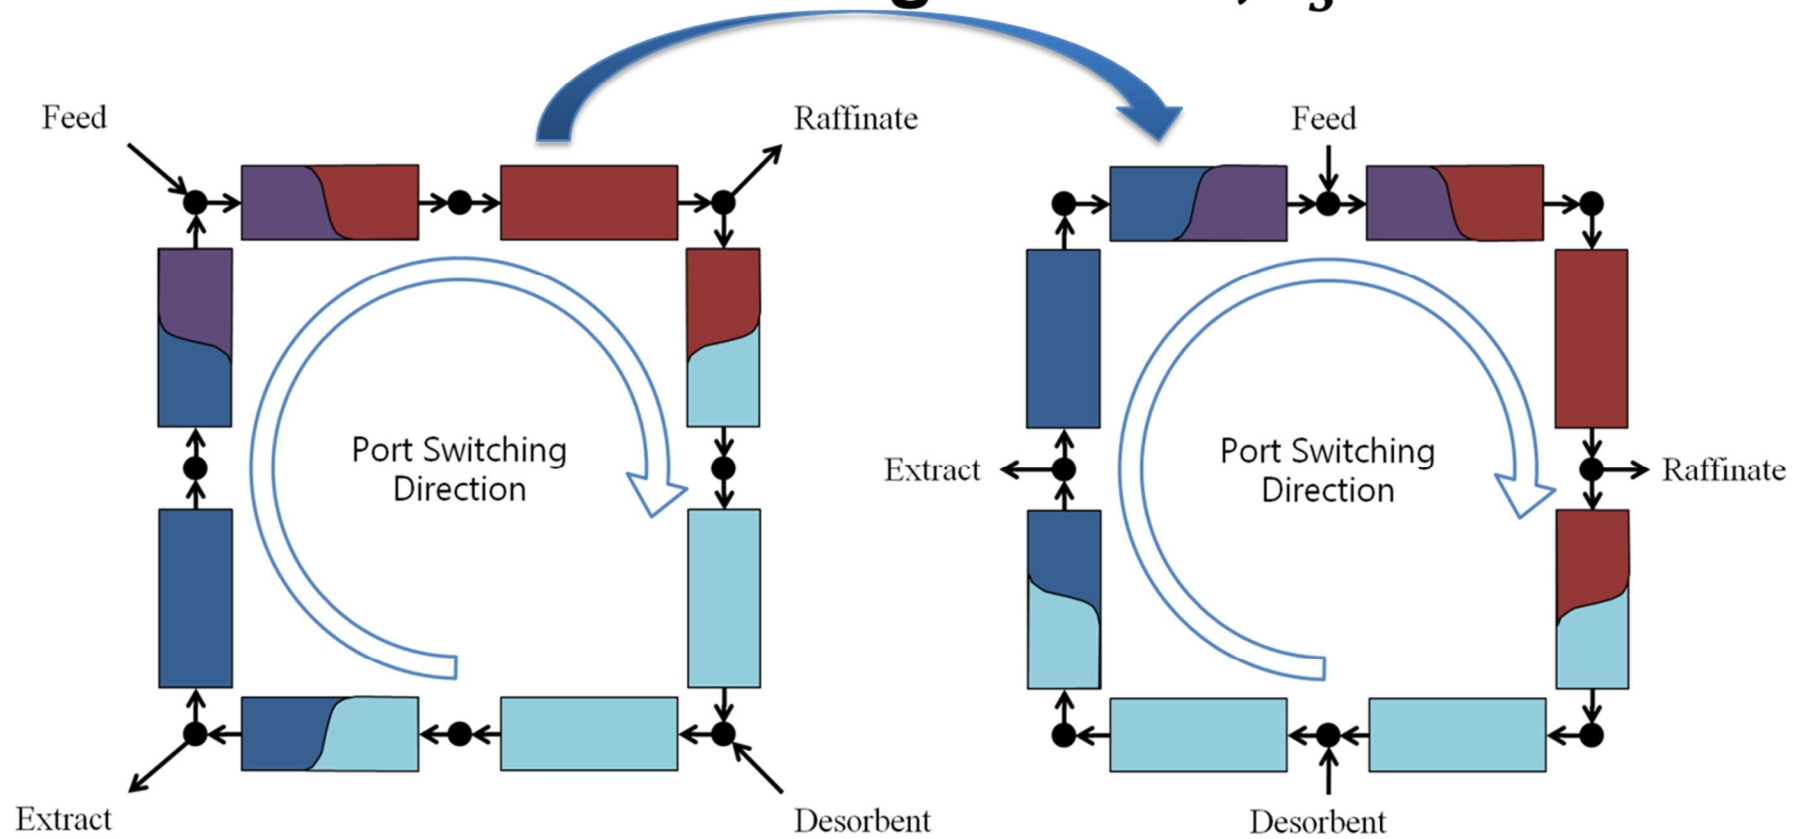 Feed
Raffinate
Port Switching
Direction
Extract
Desorbent
Feed
Extract
Port Switching
Direction
Raffinate
Desorbent